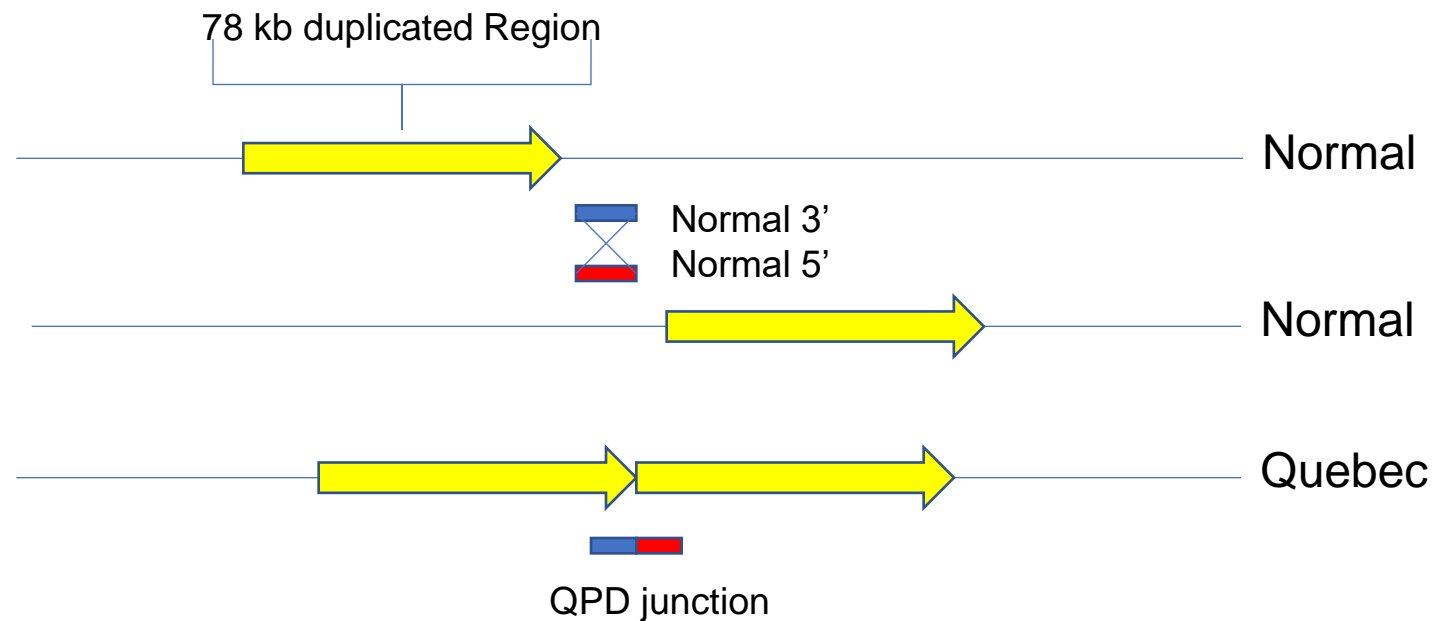 78 kb duplicated Region
Normal
Normal 3’
Normal 5’
Normal
Quebec
QPD junction